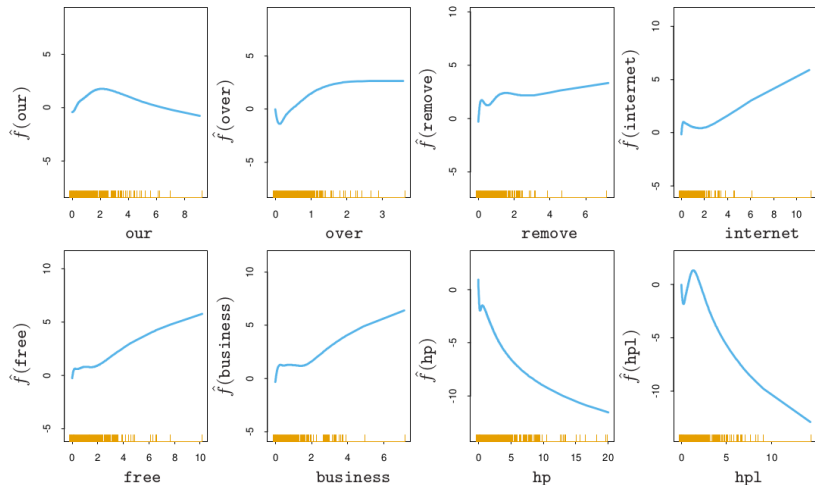 f̂(our)
-5 0 5
0 2 4 6 8
our
f̂(over)
-5 0 5
0 1 2 3
over
f̂(remove)
-5 0 5 10
0 2 4 6
remove
f̂(internet)
-5 0 5 10
0 2 4 6 8 10
internet
f̂(free)
-5 0 5 10
0 2 4 6 8 10
free
f̂(business)
-5 0 5 10
0 2 4 6
business
f̂(hp)
-10 -5 0
0 5 10 15 20
hp
f̂(hpl)
-10 -5 0
0 5 10
hpl